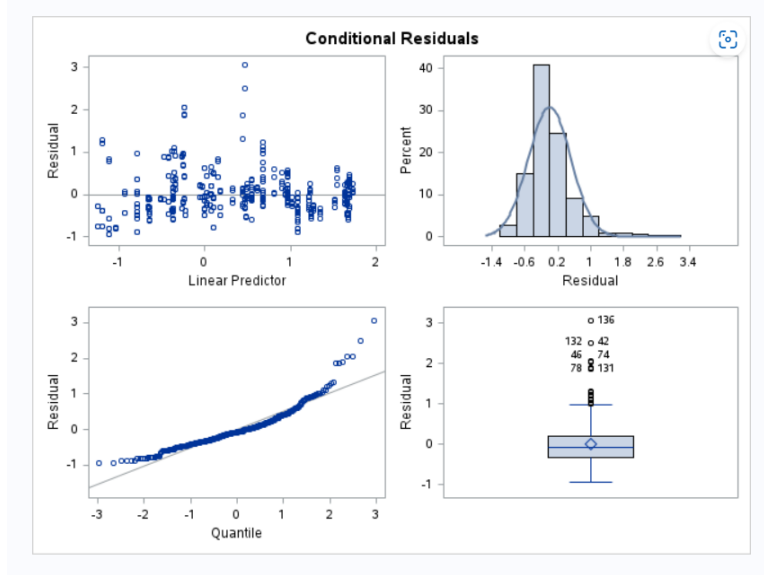 Conditional Residuals
Residual
3
2
1
0
-1
-1 0 1 2
Linear Predictor
Percent
40
30
20
10
0
-1.4 -0.6 0.2 1 1.8 2.6 3.4
Residual
Residual
3
2
1
0
-1
-3 -2 -1 0 1 2 3
Quantile
Residual
3
2
1
0
-1
136
132 42
46 74
78 131